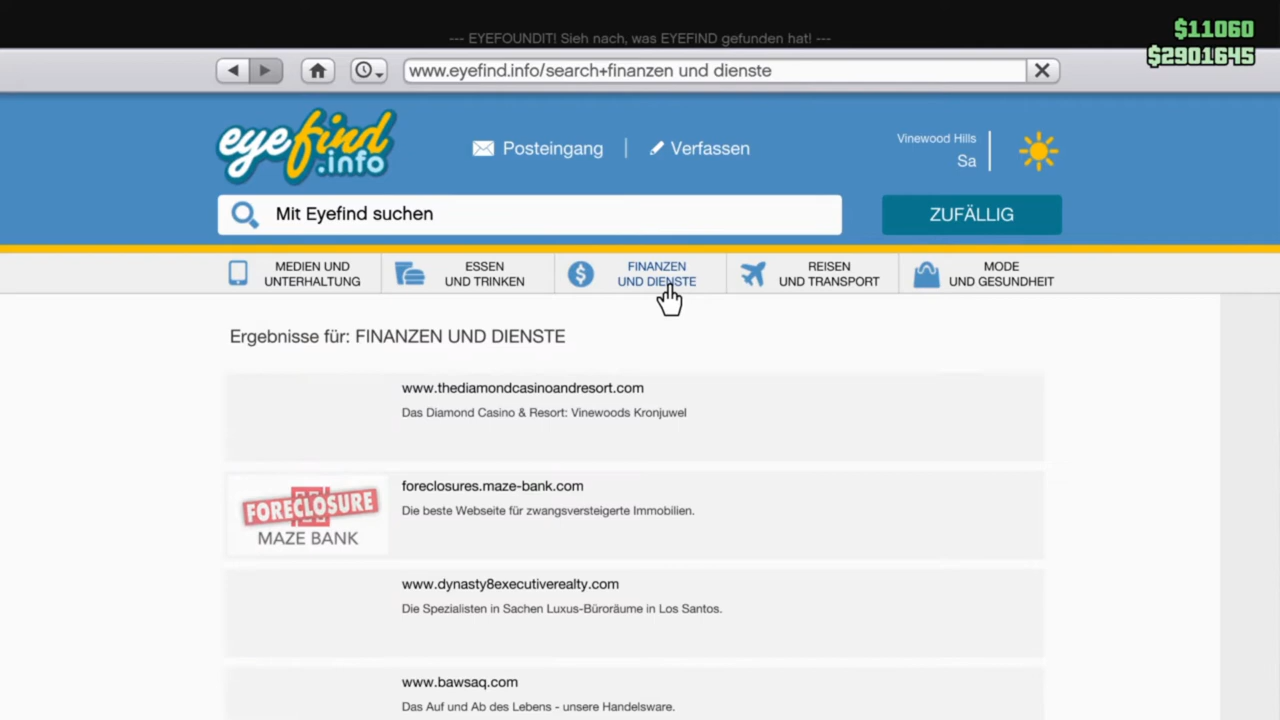 --- EYEFOUNDIT! Sieh nach, was EYEFIND gefunden hat! ---
$11060
$2901645
www.eyefind.info/search+finanzen und dienste
eyefind.info
Posteingang
Verfassen
Vinewood Hills
Sa
Mit Eyefind suchen
ZUFÄLLIG
MEDIEN UND UNTERHALTUNG
ESSEN UND TRINKEN
FINANZEN UND DIENSTE
REISEN UND TRANSPORT
MODE UND GESUNDHEIT
Ergebnisse für: FINANZEN UND DIENSTE
www.thediamondcasinoandresort.com
Das Diamond Casino & Resort: Vinewoods Kronjuwel
FORECLOSURE
MAZE BANK
foreclosures.maze-bank.com
Die beste Webseite für zwangsversteigerte Immobilien.
www.dynasty8executiverealty.com
Die Spezialisten in Sachen Luxus-Büroräume in Los Santos.
www.bawsaq.com
Das Auf und Ab des Lebens - unsere Handelsware.